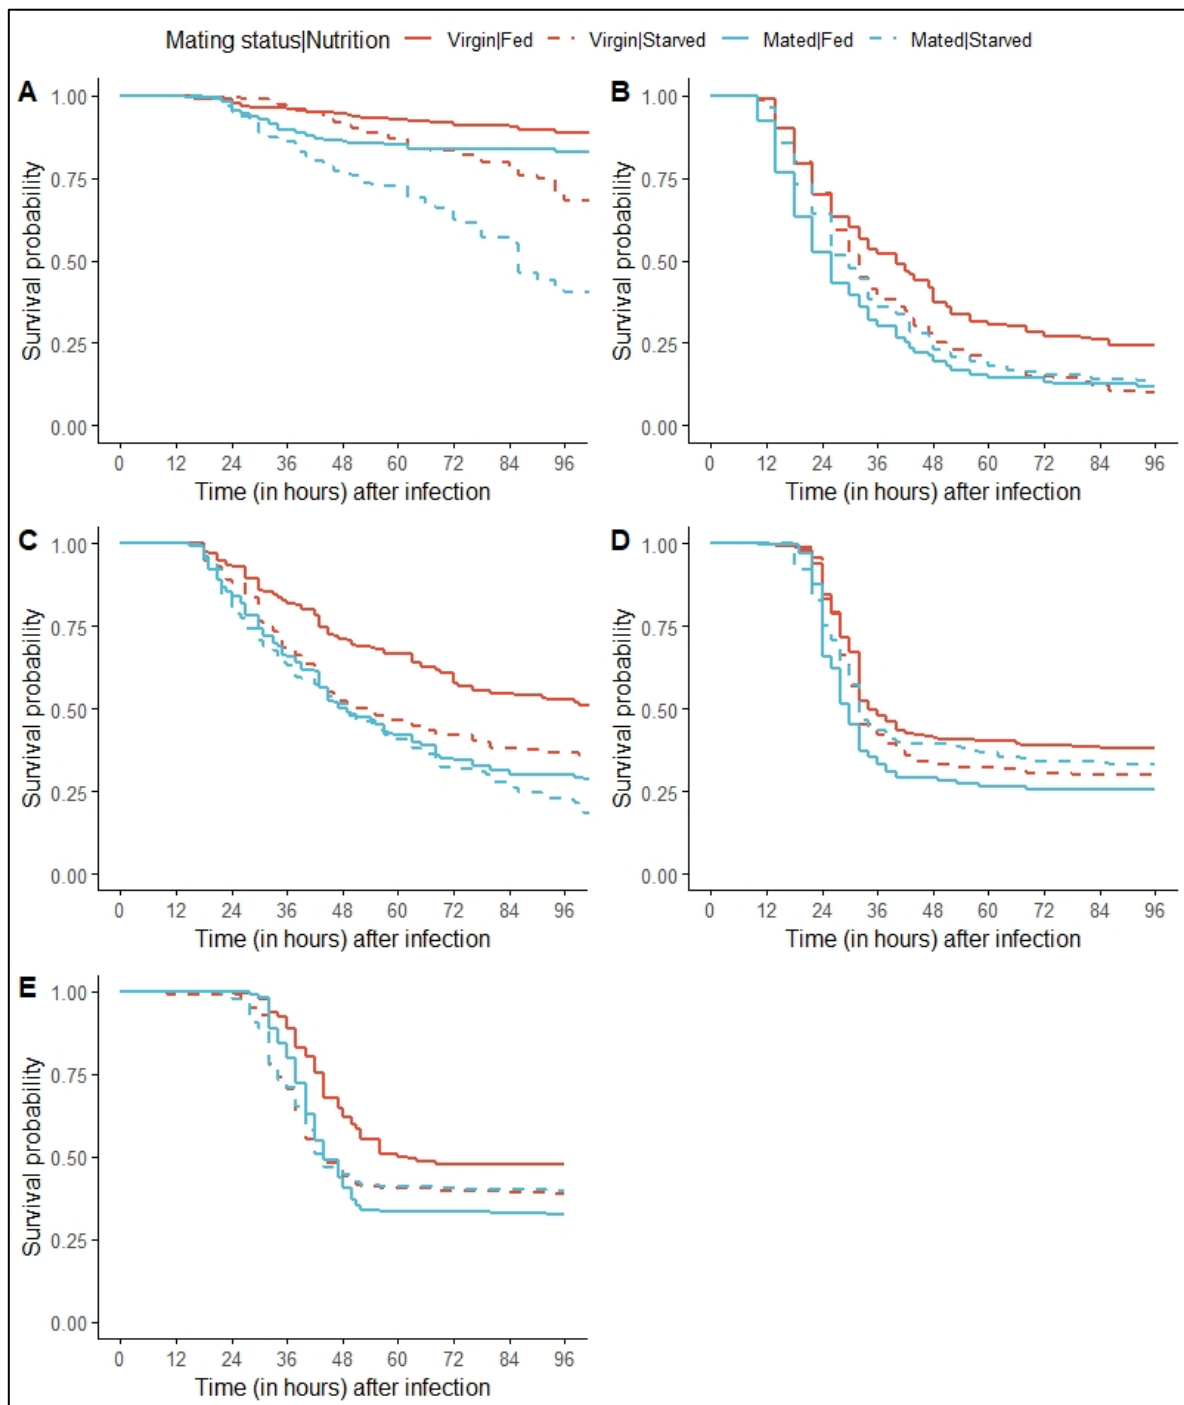 Mating status|Nutrition Virgin|Fed Virgin|Starved Mated|Fed Mated|Starved
A
1.00
0.75
0.50
0.25
0.00
Survival probability
0 12 24 36 48 60 72 84 96
Time (in hours) after infection
B
1.00
0.75
0.50
0.25
0.00
Survival probability
0 12 24 36 48 60 72 84 96
Time (in hours) after infection
C
1.00
0.75
0.50
0.25
0.00
Survival probability
0 12 24 36 48 60 72 84 96
Time (in hours) after infection
D
1.00
0.75
0.50
0.25
0.00
Survival probability
0 12 24 36 48 60 72 84 96
Time (in hours) after infection
E
1.00
0.75
0.50
0.25
0.00
Survival probability
0 12 24 36 48 60 72 84 96
Time (in hours) after infection